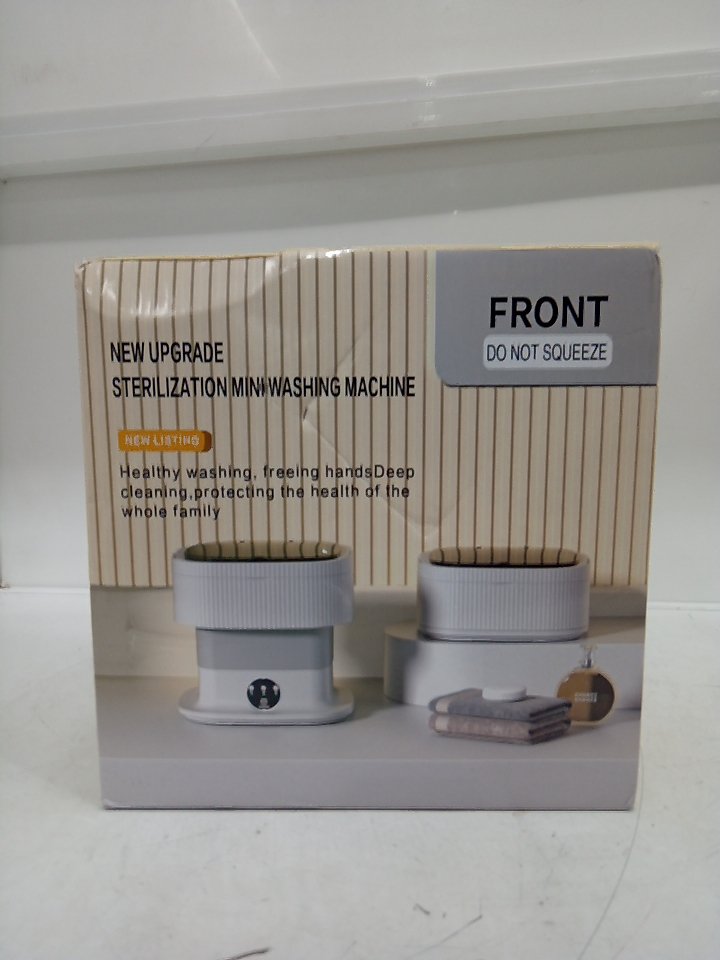 FRONT
DO NOT SQUEEZE
NEW UPGRADE
STERILIZATION MINI WASHING MACHINE
NEW LISTING
Healthy washing, freeing handsDeep
cleaning,protecting the health of the
whole family